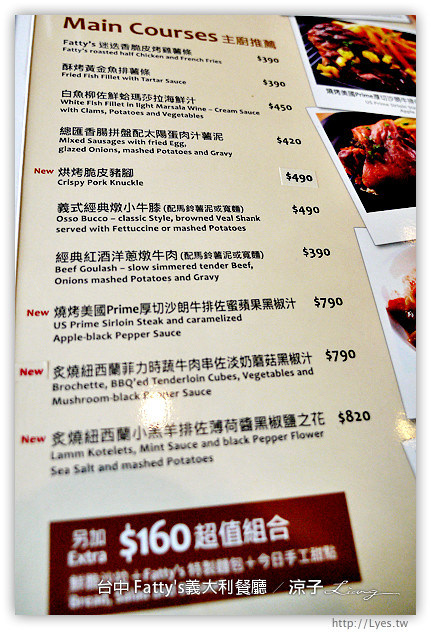 Main Courses 主廚推薦
Fatty's 迷迭香脆皮烤雞薯條
Fatty's roasted half Chicken and French Fries $390
酥烤黃金魚排薯條
Fried Fish Fillet with Tartar Sauce $390
白魚柳佐鮮蛤瑪莎拉海鮮汁
White Fish Fillet in light Marsala Wine – Cream Sauce $450
with Clams, Potatoes and Vegetables
總匯香腸拼盤配太陽蛋肉汁薯泥
Mixed Sausages with fried Egg, $420
glazed Onions, mashed Potatoes and Gravy
New 烘烤脆皮豬腳
Crispy Pork Knuckle $490
義式經典燉小牛膝 (配馬鈴薯泥或寬麵) $490
Osso Bucco – classic Style, browned Veal Shank
served with Fettuccine or mashed Potatoes
經典紅酒洋蔥燉牛肉 (配馬鈴薯泥或寬麵) $390
Beef Goulash – slow simmered tender Beef,
Onions mashed Potatoes and Gravy
New 燒烤美國Prime厚切沙朗牛排佐蜜蘋果黑椒汁 $790
US Prime Sirloin Steak and caramelized
Apple-black Pepper Sauce
New 炙燒紐西蘭菲力時蔬牛肉串佐淡奶蘑菇黑椒汁 $790
Brochette, BBQ'ed Tenderloin Cubes, Vegetables and
Mushroom-black Pepper Sauce
New 炙燒紐西蘭小羔羊排佐薄荷醬黑椒鹽之花 $820
Lamm Kotelets, Mint Sauce and black Pepper Flower
Sea Salt and mashed Potatoes
另加
Extra $160 超值組合
Fatty's 特製麵包 + 今日手工甜點
燒烤美國Prime厚切沙朗牛排
US Prime Sirloin
台中 Fatty's義大利餐廳 / 涼子
http://Lyes.tw